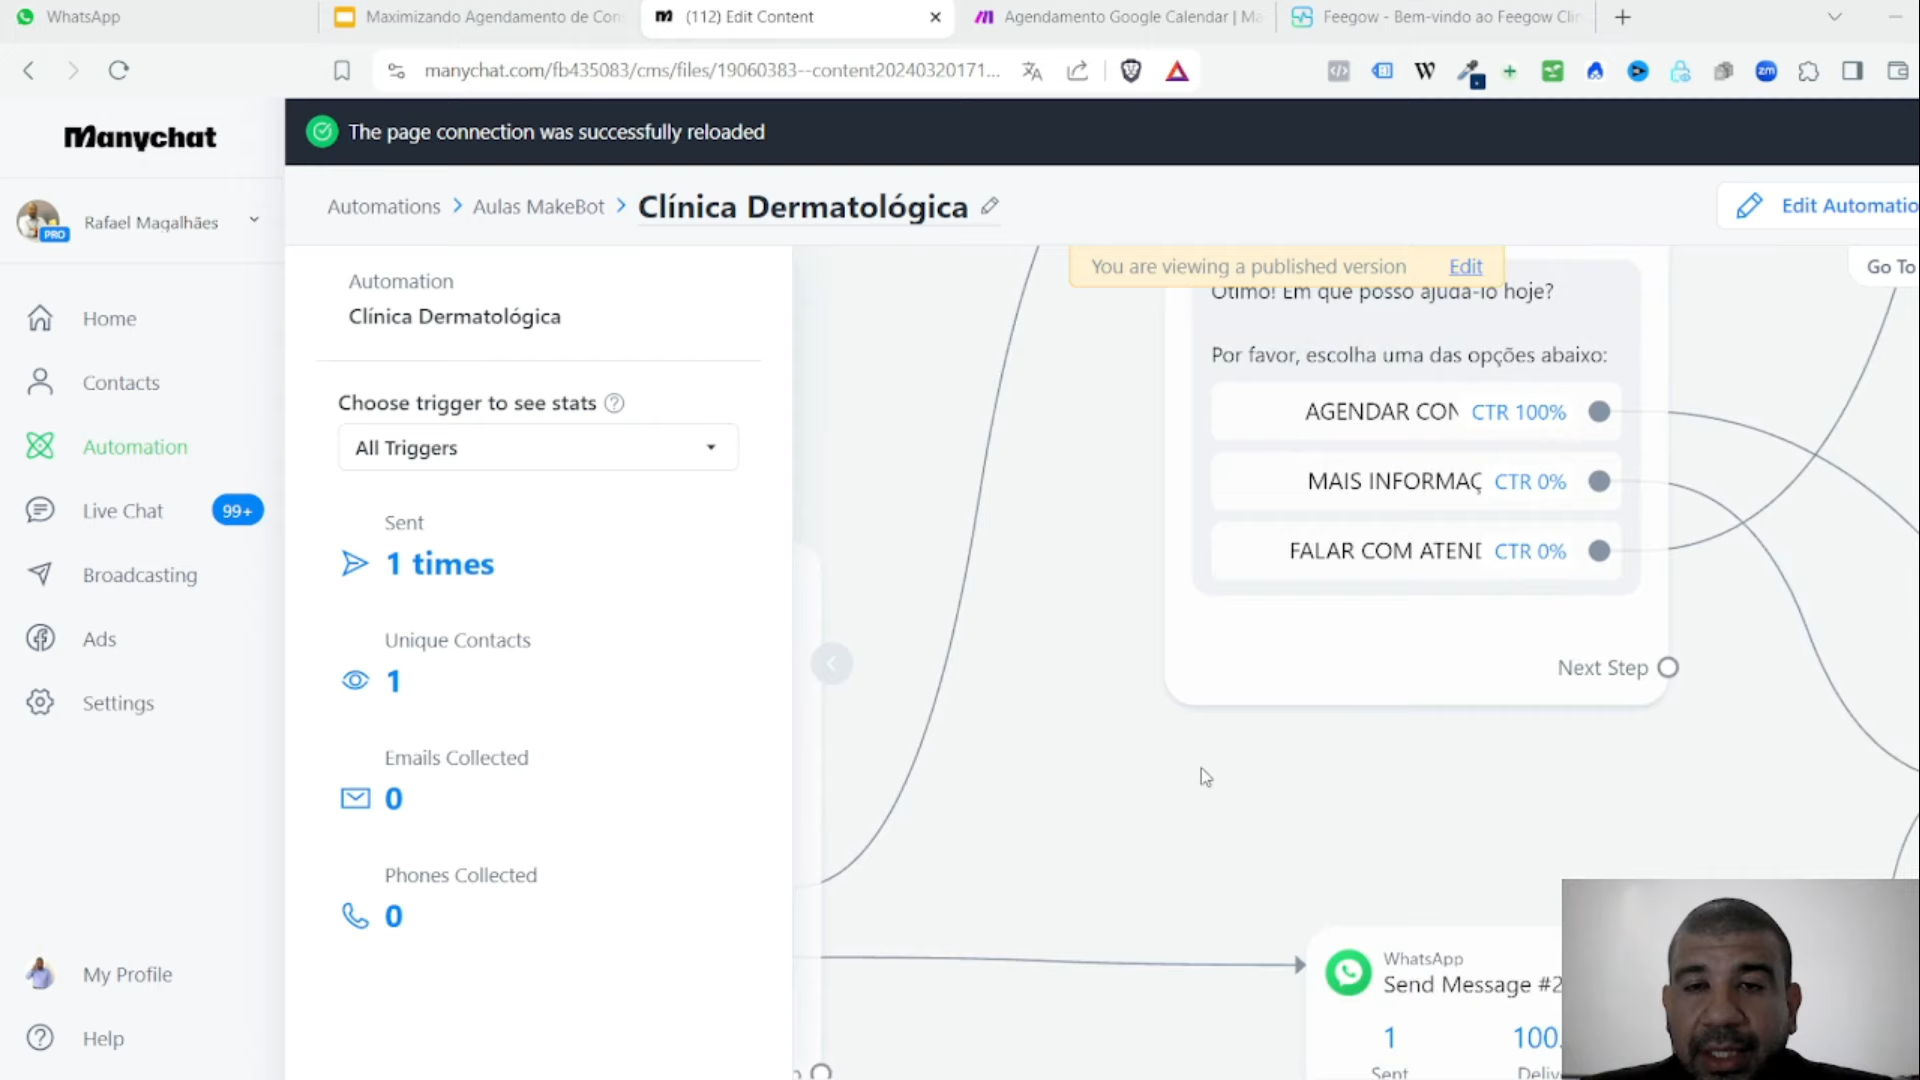 WhatsApp
Maximizando Agendamento de Con
(112) Edit Content
Agendamento Google Calendar | Ma
Feegow - Bem-vindo ao Feegow Clin
manychat.com/fb435083/cms/files/19060383--content20240320171...
Manychat
The page connection was successfully reloaded
Rafael Magalhães
PRO
Automations > Aulas MakeBot > Clínica Dermatológica
Edit Automatio
Home
Contacts
Automation
Live Chat
99+
Broadcasting
Ads
Settings
My Profile
Help
Automation
Clínica Dermatológica
Choose trigger to see stats
All Triggers
Sent
1 times
Unique Contacts
1
Emails Collected
0
Phones Collected
0
You are viewing a published version Edit
Go To
Ótimo! Em que posso ajudá-lo hoje?
Por favor, escolha uma das opções abaixo:
AGENDAR CON CTR 100%
MAIS INFORMAÇ CTR 0%
FALAR COM ATEND CTR 0%
Next Step
WhatsApp
Send Message #2
1
100.
Sent
Deliv